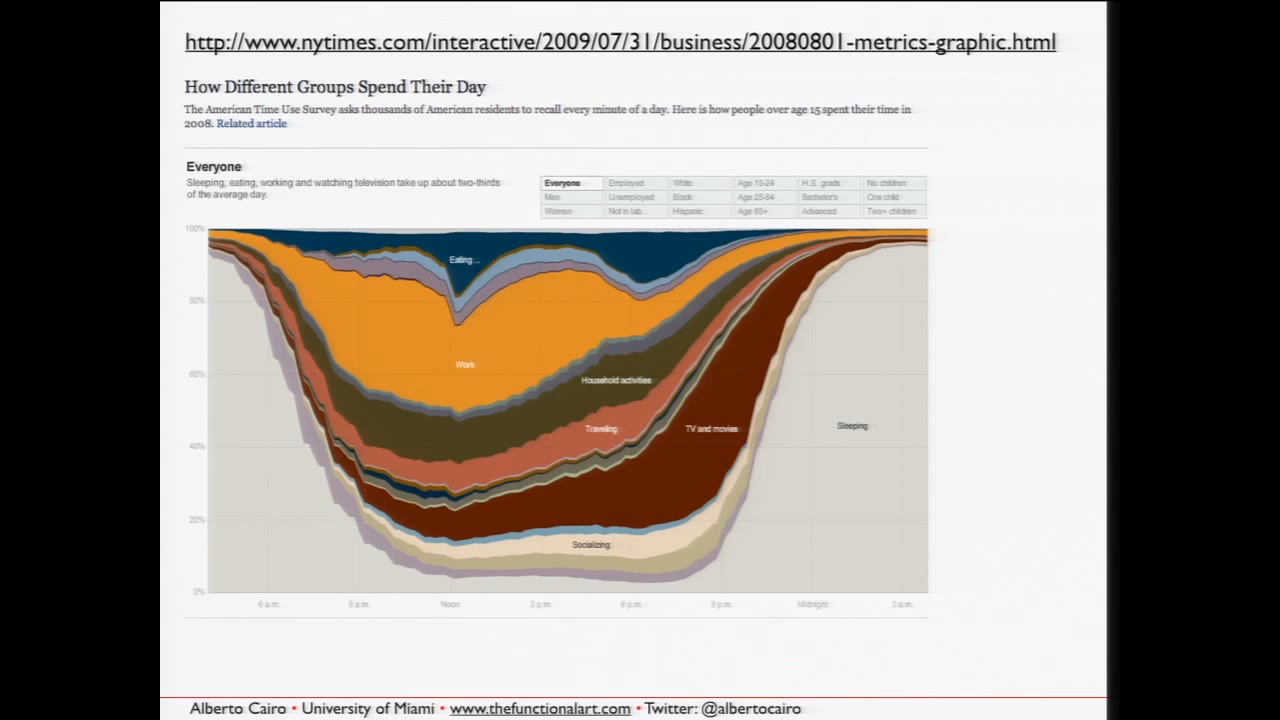 http://www.nytimes.com/interactive/2009/07/31/business/20080801-metrics-graphic.html
How Different Groups Spend Their Day
The American Time Use Survey asks thousands of American residents to recall every minute of a day. Here is how people over age 15 spent their time in
2008. Related article
Everyone
Sleeping, eating, working and watching television take up about two-thirds
of the average day.
Everyone Employed White Age 15-24 H.S. grads No children
Men Unemployed Black Age 25-64 Bachelor's One child
Women Not in lab... Hispanic Age 65+ Advanced Two+ children
100%
Eating ...
80%
Work
60%
Household activities
Traveling
TV and movies
Sleeping
40%
20%
Socializing
0%
6 a.m. 9 a.m. Noon 3 p.m. 6 p.m. 9 p.m. Midnight 3 a.m.
Alberto Cairo • University of Miami • www.thefunctionalart.com • Twitter: @albertocairo